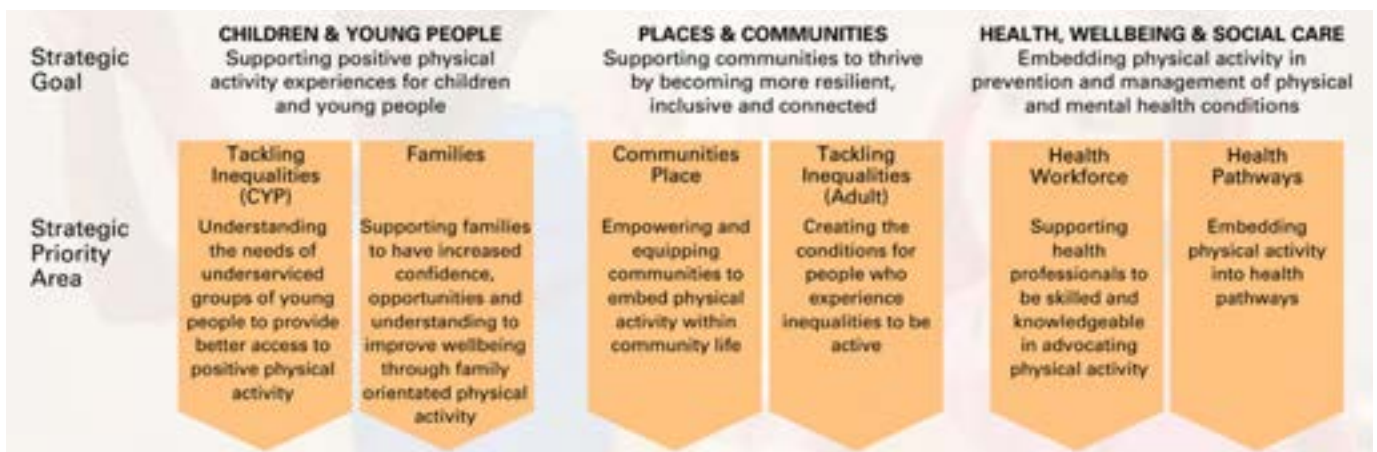 Strategic
Goal
CHILDREN & YOUNG PEOPLE
Supporting positive physical
activity experiences for children
and young people
PLACES & COMMUNITIES
Supporting communities to thrive
by becoming more resilient,
inclusive and connected
HEALTH, WELLBEING & SOCIAL CARE
Embedding physical activity in
prevention and management of physical
and mental health conditions
Strategic
Priority
Area
Tackling
Inequalities
(CYP)
Understanding
the needs of
underserviced
groups of young
people to provide
better access to
positive physical
activity
Families
Supporting families
to have increased
confidence,
opportunities and
understanding to
improve wellbeing
through family
orientated physical
activity
Communities
Place
Empowering and
equipping
communities to
embed physical
activity within
community life
Tackling
Inequalities
(Adult)
Creating the
conditions for
people who
experience
inequalities to be
active
Health
Workforce
Supporting
health
professionals to
be skilled and
knowledgeable
in advocating
physical activity
Health
Pathways
Embedding
physical activity
into health
pathways